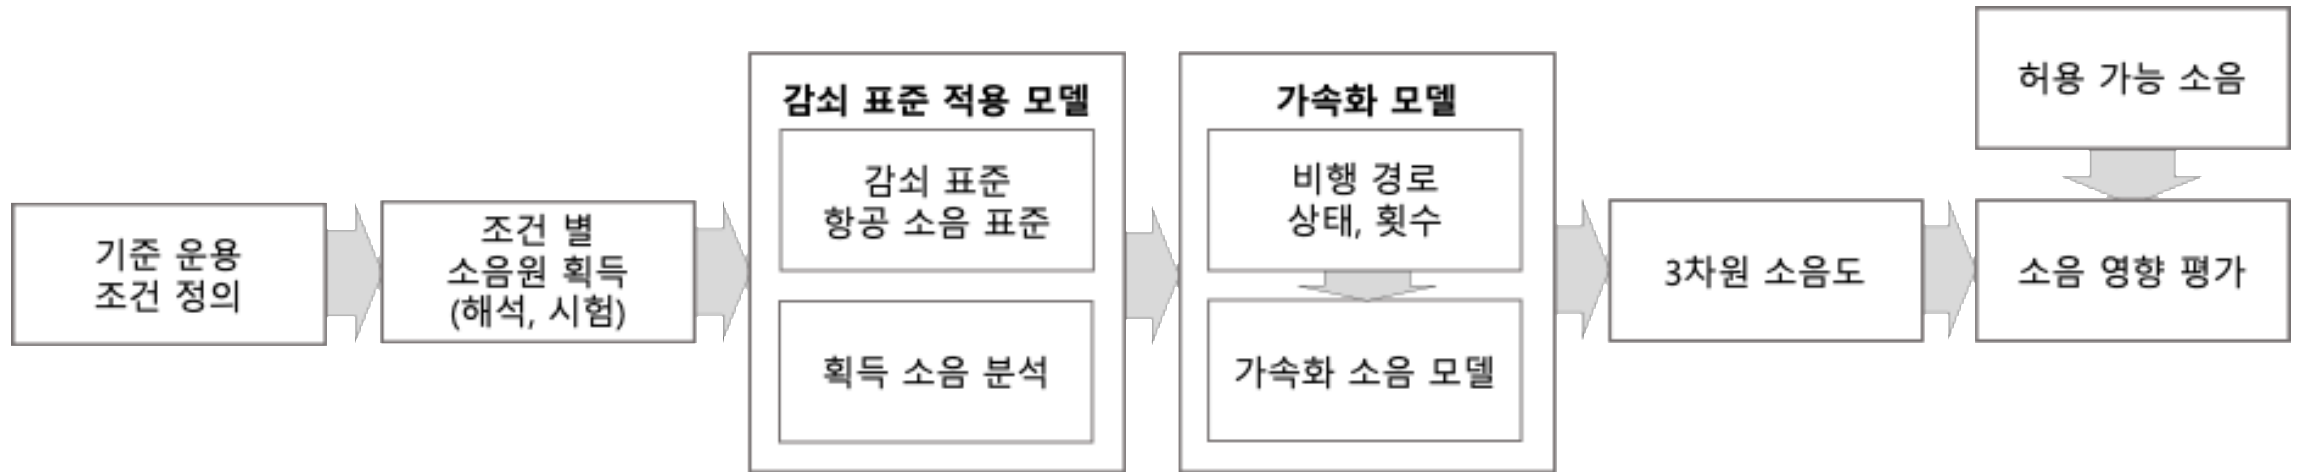 기준 운용
조건 정의
조건 별
소음원 획득
(해석, 시험)
감쇠 표준 적용 모델
감쇠 표준
항공 소음 표준
획득 소음 분석
가속화 모델
비행 경로
상태, 횟수
가속화 소음 모델
3차원 소음도
허용 가능 소음
소음 영향 평가